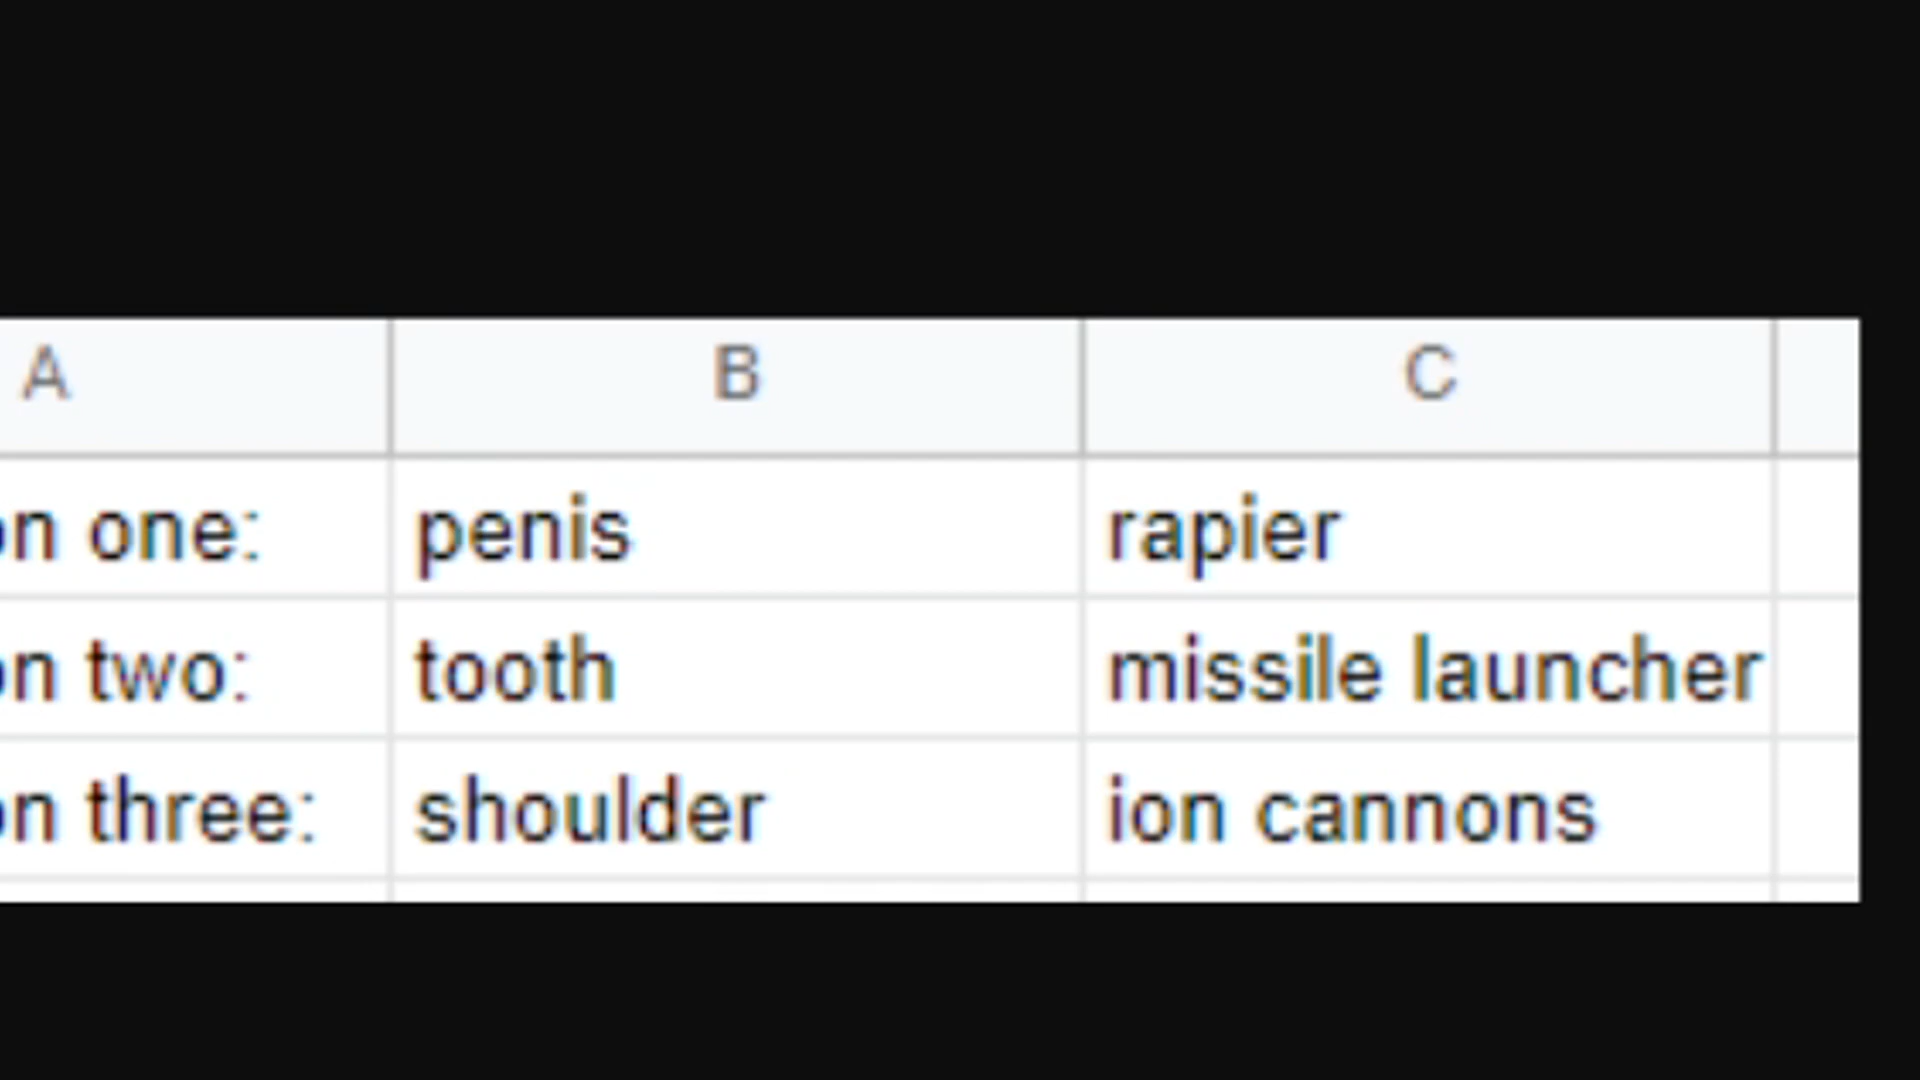 A B C
on one: penis rapier
on two: tooth missile launcher
on three: shoulder ion cannons